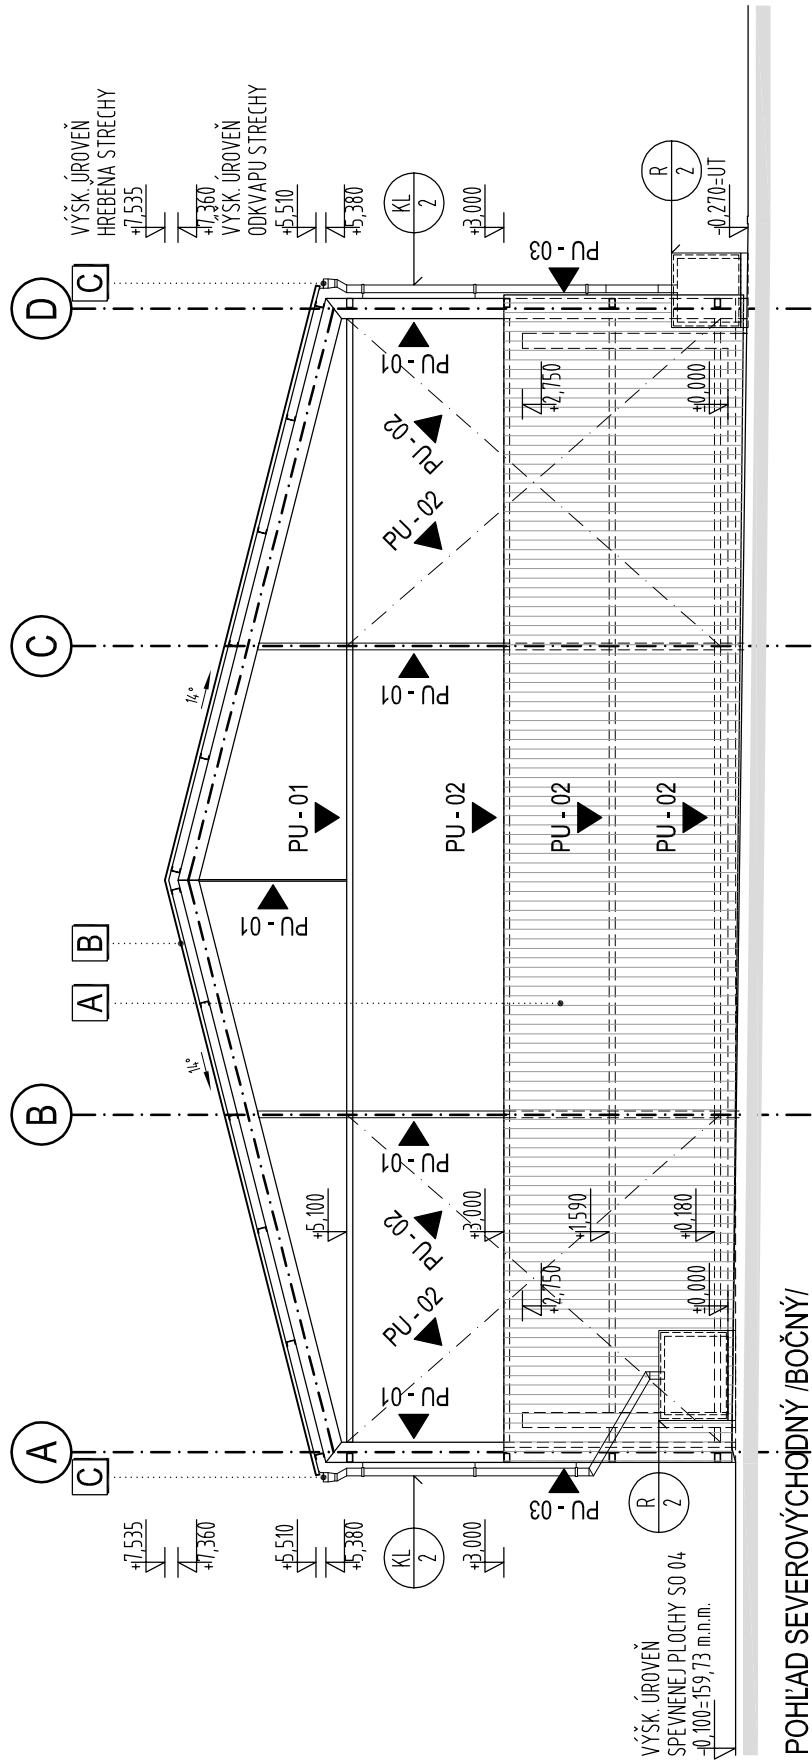 A
B
C
D
C
B
A
C
VÝŠK. ÚROVEŇ
HREBEŇA STRECHY
+7,535
+7,360
VÝŠK. ÚROVEŇ
ODKVAPU STRECHY
+5,510
+5,380
KL
2
+3,000
R
2
-0,270=UT
+7,535
+7,360
+5,510
+5,380
KL
2
+3,000
R
2
14°
14°
PU - 01
PU - 01
+5,100
PU - 01
PU - 02
PU - 02
PU - 01
PU - 01
PU - 02
PU - 02
PU - 01
PU - 02
+3,000
PU - 03
PU - 02
+1,590
PU - 03
+2,750
+2,750
PU - 02
+0,180
±0,000
±0,000
VÝŠK. ÚROVEŇ
SPEVNENEJ PLOCHY SO 04
-0,100=159,73 m.n.m.
POHĽAD SEVEROVÝCHODNÝ /BOČNÝ/